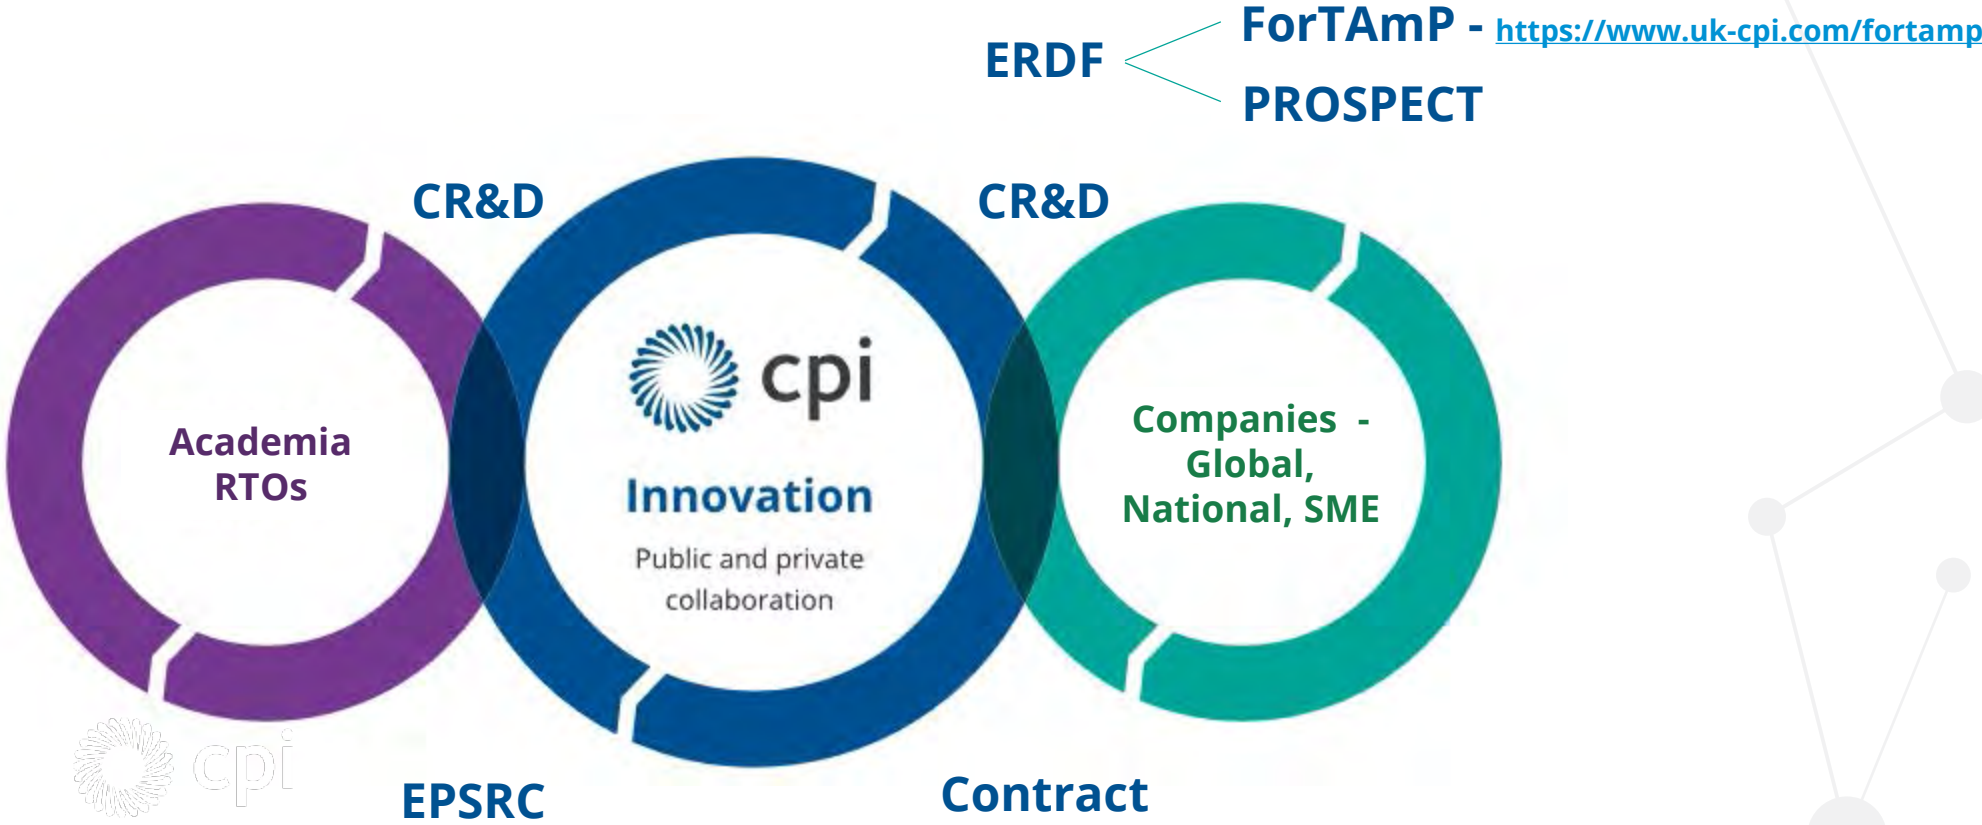 ForTAmP - https://www.uk-cpi.com/fortamp
ERDF
PROSPECT
CR&D
CR&D
Academia
RTOs
cpi
Innovation
Public and private
collaboration
Companies -
Global,
National, SME
cpi
EPSRC
Contract